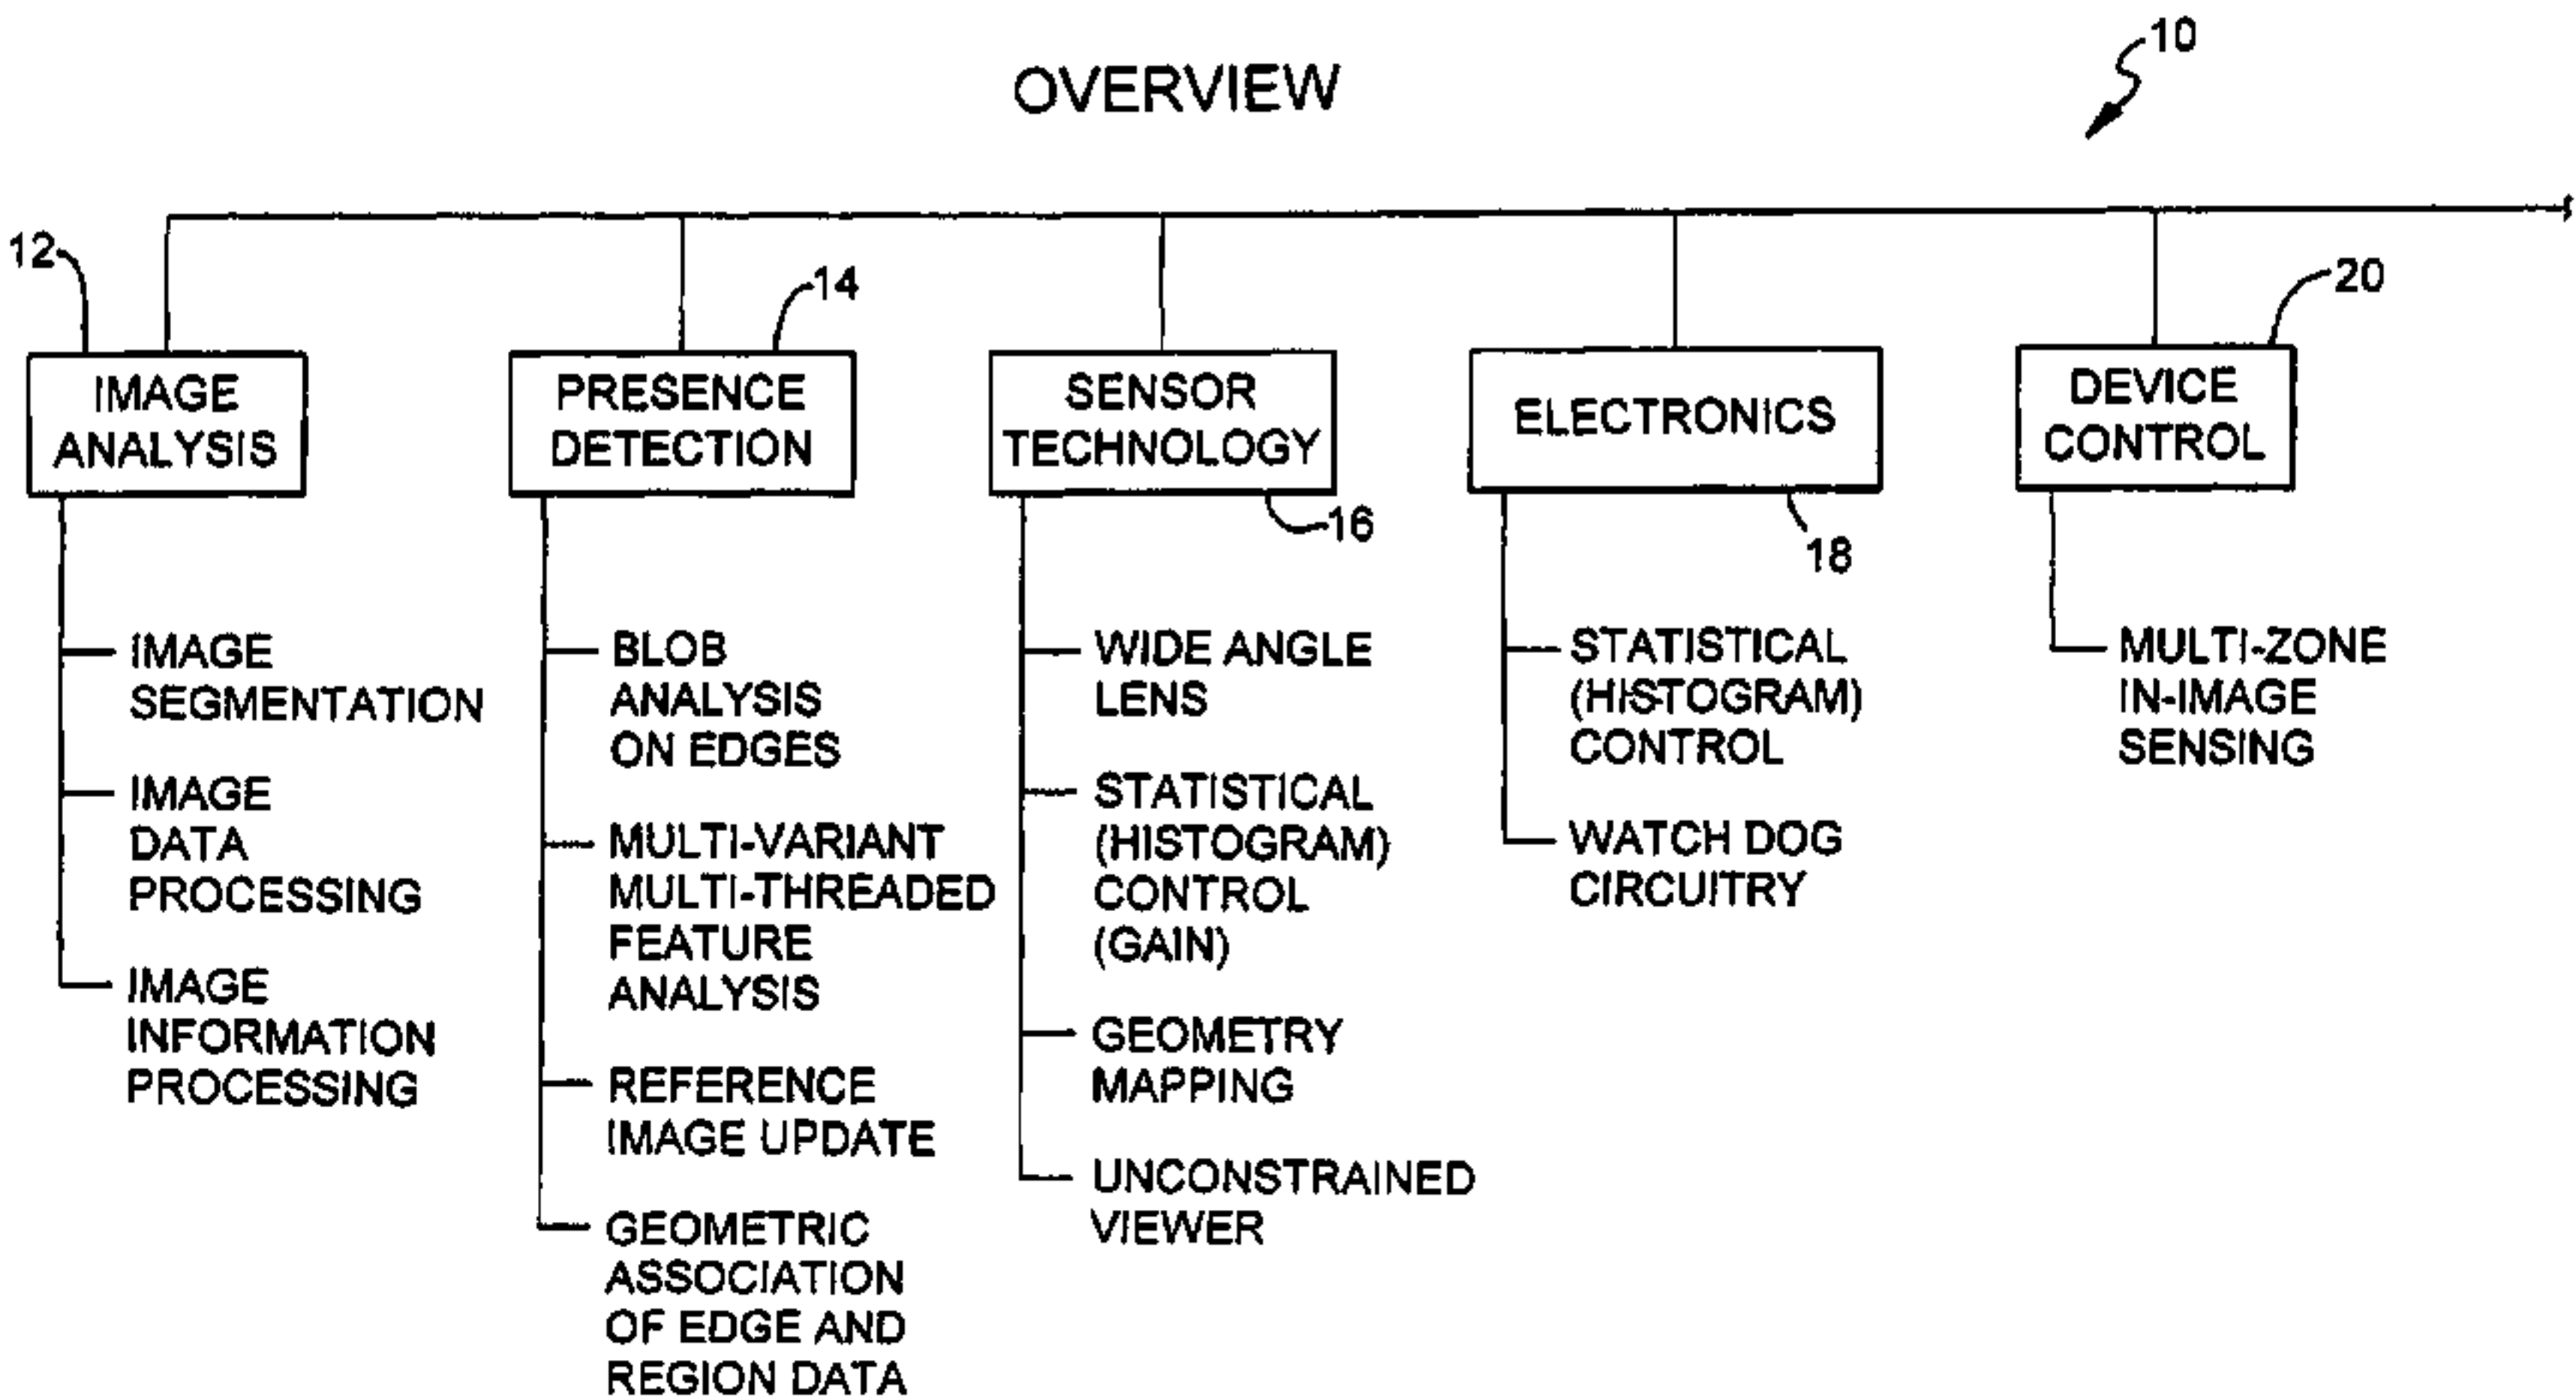 OVERVIEW
10
12
IMAGE
ANALYSIS
IMAGE
SEGMENTATION
IMAGE
DATA
PROCESSING
IMAGE
INFORMATION
PROCESSING
14
PRESENCE
DETECTION
BLOB
ANALYSIS
ON EDGES
MULTI-VARIANT
MULTI-THREADED
FEATURE
ANALYSIS
REFERENCE
IMAGE UPDATE
GEOMETRIC
ASSOCIATION
OF EDGE AND
REGION DATA
SENSOR
TECHNOLOGY
16
WIDE ANGLE
LENS
STATISTICAL
(HISTOGRAM)
CONTROL
(GAIN)
GEOMETRY
MAPPING
UNCONSTRAINED
VIEWER
ELECTRONICS
18
STATISTICAL
(HISTOGRAM)
CONTROL
WATCH DOG
CIRCUITRY
20
DEVICE
CONTROL
MULTI-ZONE
IN-IMAGE
SENSING